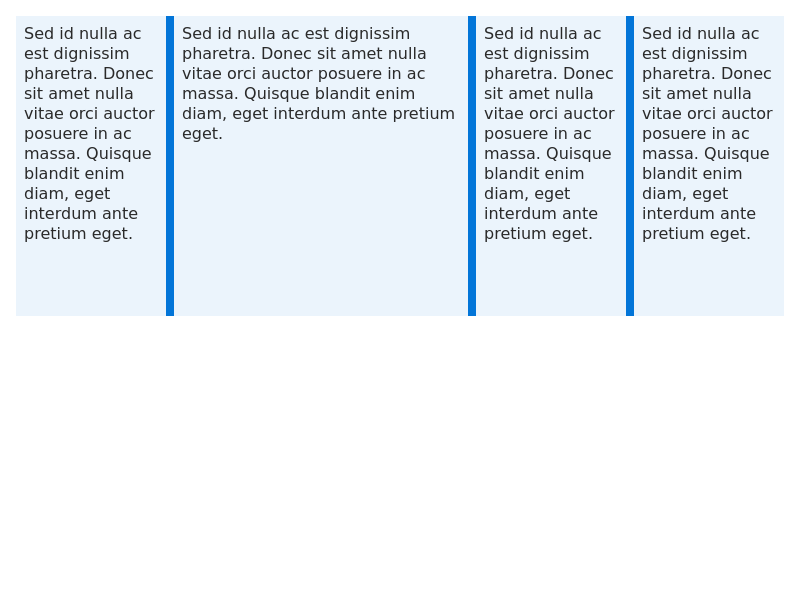 Sed id nulla ac
est dignissim
pharetra. Donec
sit amet nulla
vitae orci auctor
posuere in ac
massa. Quisque
blandit enim
diam, eget
interdum ante
pretium eget.
Sed id nulla ac est dignissim
pharetra. Donec sit amet nulla
vitae orci auctor posuere in ac
massa. Quisque blandit enim
diam, eget interdum ante pretium
eget.
Sed id nulla ac
est dignissim
pharetra. Donec
sit amet nulla
vitae orci auctor
posuere in ac
massa. Quisque
blandit enim
diam, eget
interdum ante
pretium eget.
Sed id nulla ac
est dignissim
pharetra. Donec
sit amet nulla
vitae orci auctor
posuere in ac
massa. Quisque
blandit enim
diam, eget
interdum ante
pretium eget.